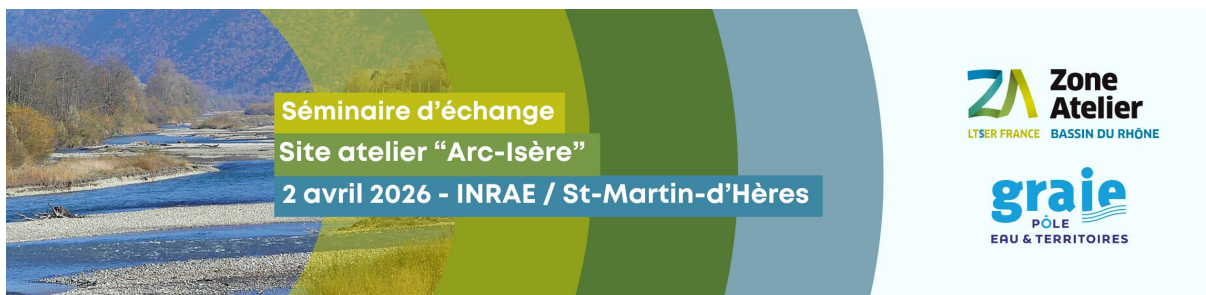 Séminaire d'échange
Site atelier “Arc-Isère”
2 avril 2026 - INRAE / St-Martin-d'Hères
ZA Zone
Atelier
LTSER FRANCE BASSIN DU RHÔNE
graie
PÔLE
EAU & TERRITOIRES